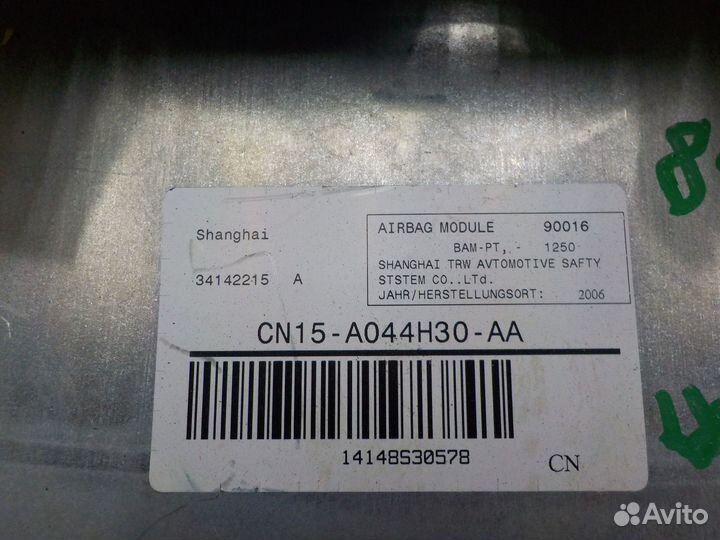 Shanghai
34142215 A
AIRBAG MODULE 90016
BAM-PT, - 1250
SHANGHAI TRW AVTOMOTIVE SAFTY
STSTEM CO..LTd.
JAHR/HERSTELLUNGSORT: 2006
CN15-A044H30-AA
14148530578
CN
Avito